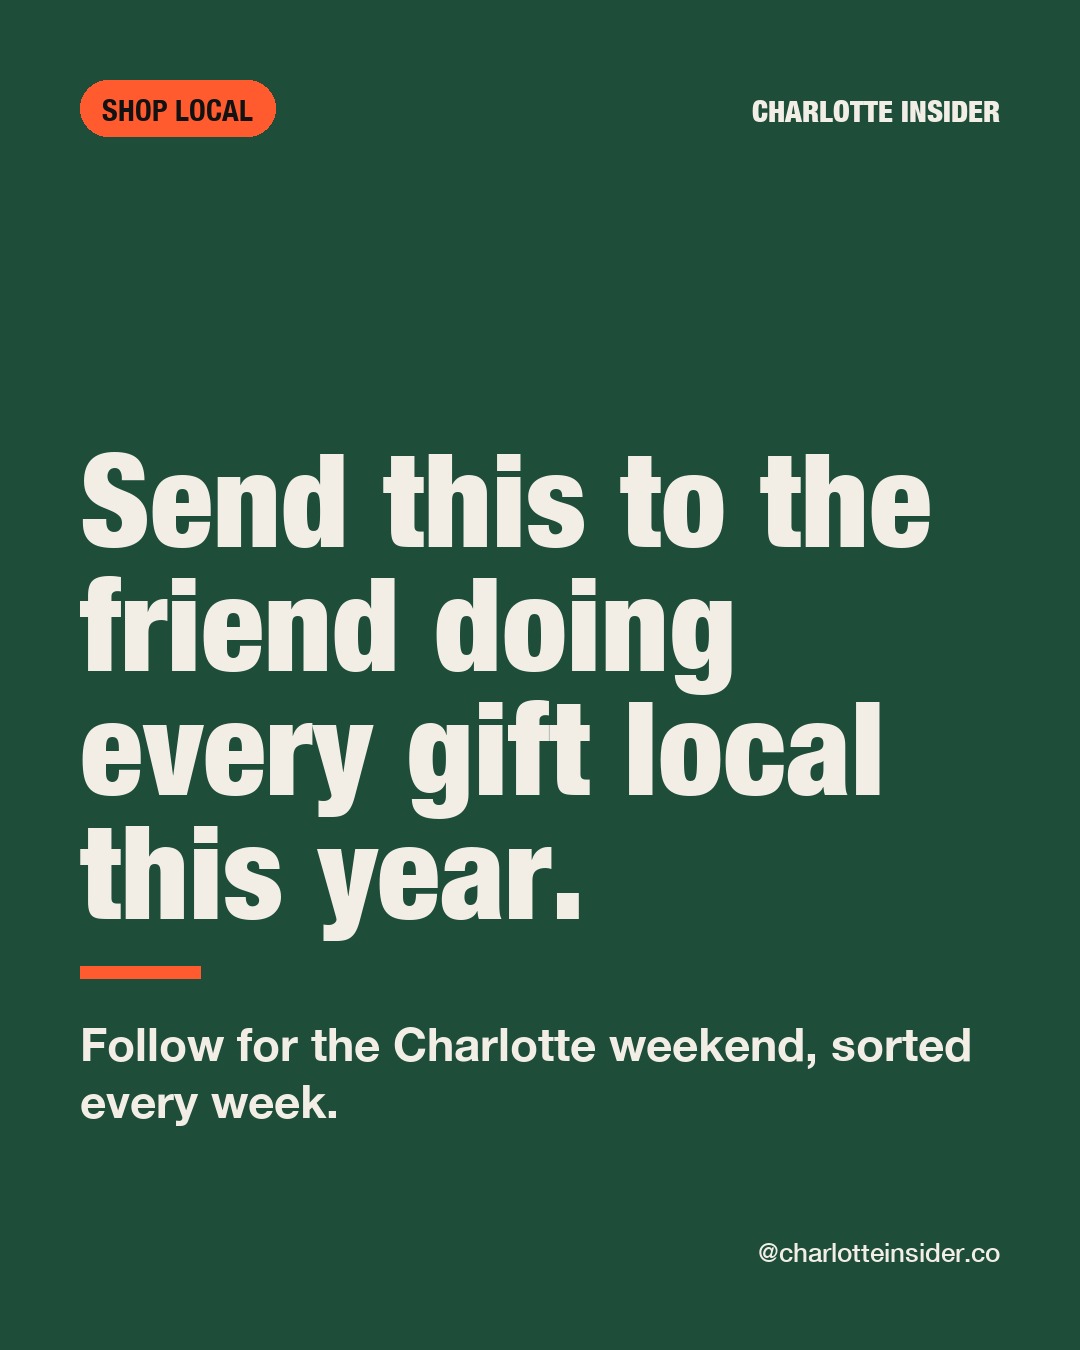 SHOP LOCAL
CHARLOTTE INSIDER
Send this to the
friend doing
every gift local
this year.
Follow for the Charlotte weekend, sorted
every week.
@charlotteinsider.co